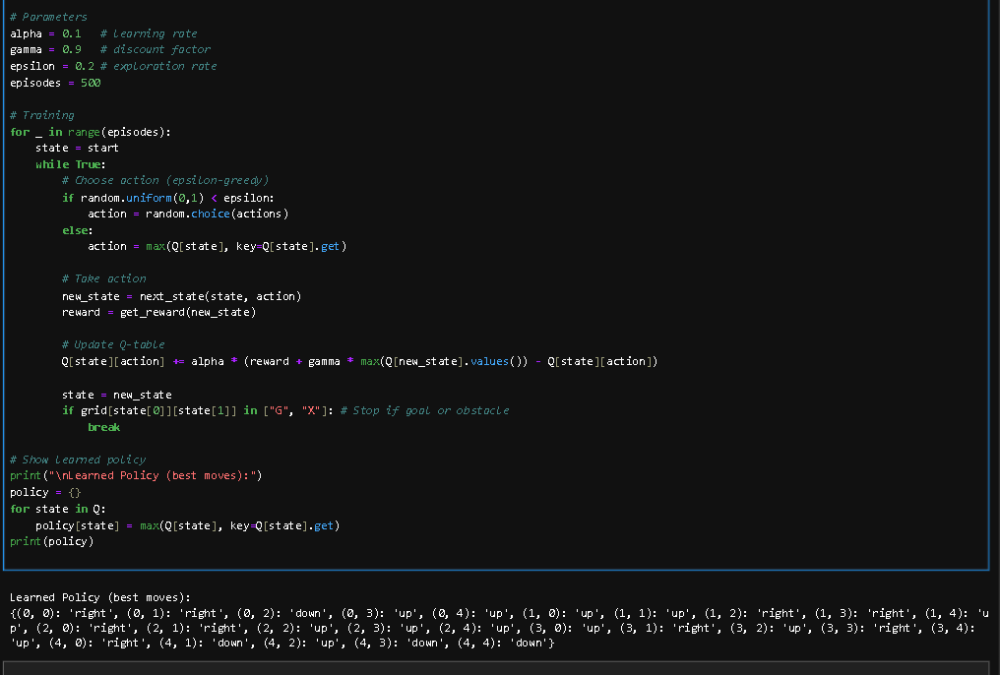 # Parameters
alpha = 0.1   # learning rate
gamma = 0.9   # discount factor
epsilon = 0.2 # exploration rate
episodes = 500
# Training
for _ in range(episodes):
    state = start
    while True:
        # Choose action (epsilon-greedy)
        if random.uniform(0,1) < epsilon:
            action = random.choice(actions)
        else:
            action = max(Q[state], key=Q[state].get)
        # Take action
        new_state = next_state(state, action)
        reward = get_reward(new_state)
        # Update Q-table
        Q[state][action] += alpha * (reward + gamma * max(Q[new_state].values()) - Q[state][action])
        state = new_state
        if grid[state[0]][state[1]] in ["G", "X"]: # Stop if goal or obstacle
            break
# Show learned policy
print("\nLearned Policy (best moves):")
policy = {}
for state in Q:
    policy[state] = max(Q[state], key=Q[state].get)
print(policy)
Learned Policy (best moves):
{(0, 0): 'right', (0, 1): 'right', (0, 2): 'down', (0, 3): 'up', (0, 4): 'up', (1, 0): 'up', (1, 1): 'up', (1, 2): 'right', (1, 3): 'right', (1, 4): 'u
p', (2, 0): 'right', (2, 1): 'right', (2, 2): 'up', (2, 3): 'up', (2, 4): 'up', (3, 0): 'up', (3, 1): 'right', (3, 2): 'up', (3, 3): 'right', (3, 4):
'up', (4, 0): 'right', (4, 1): 'down', (4, 2): 'up', (4, 3): 'down', (4, 4): 'down'}